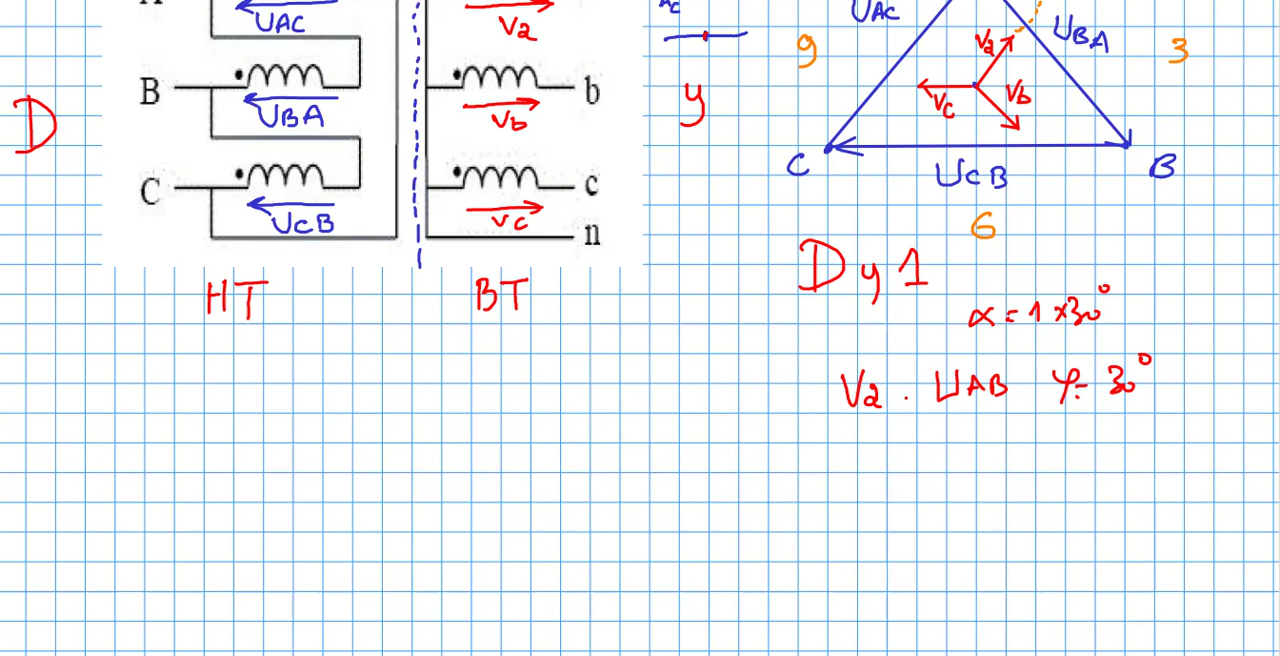 UAC
Va
B
UBA
Vb
b
D
C
UCB
Vc
c
n
HT
BT
y
UAC
UBA
9
3
Va
Vb
Vc
C
UCB
B
6
Dy1
α = 1 x 30°
Va . UAB φ = 30°